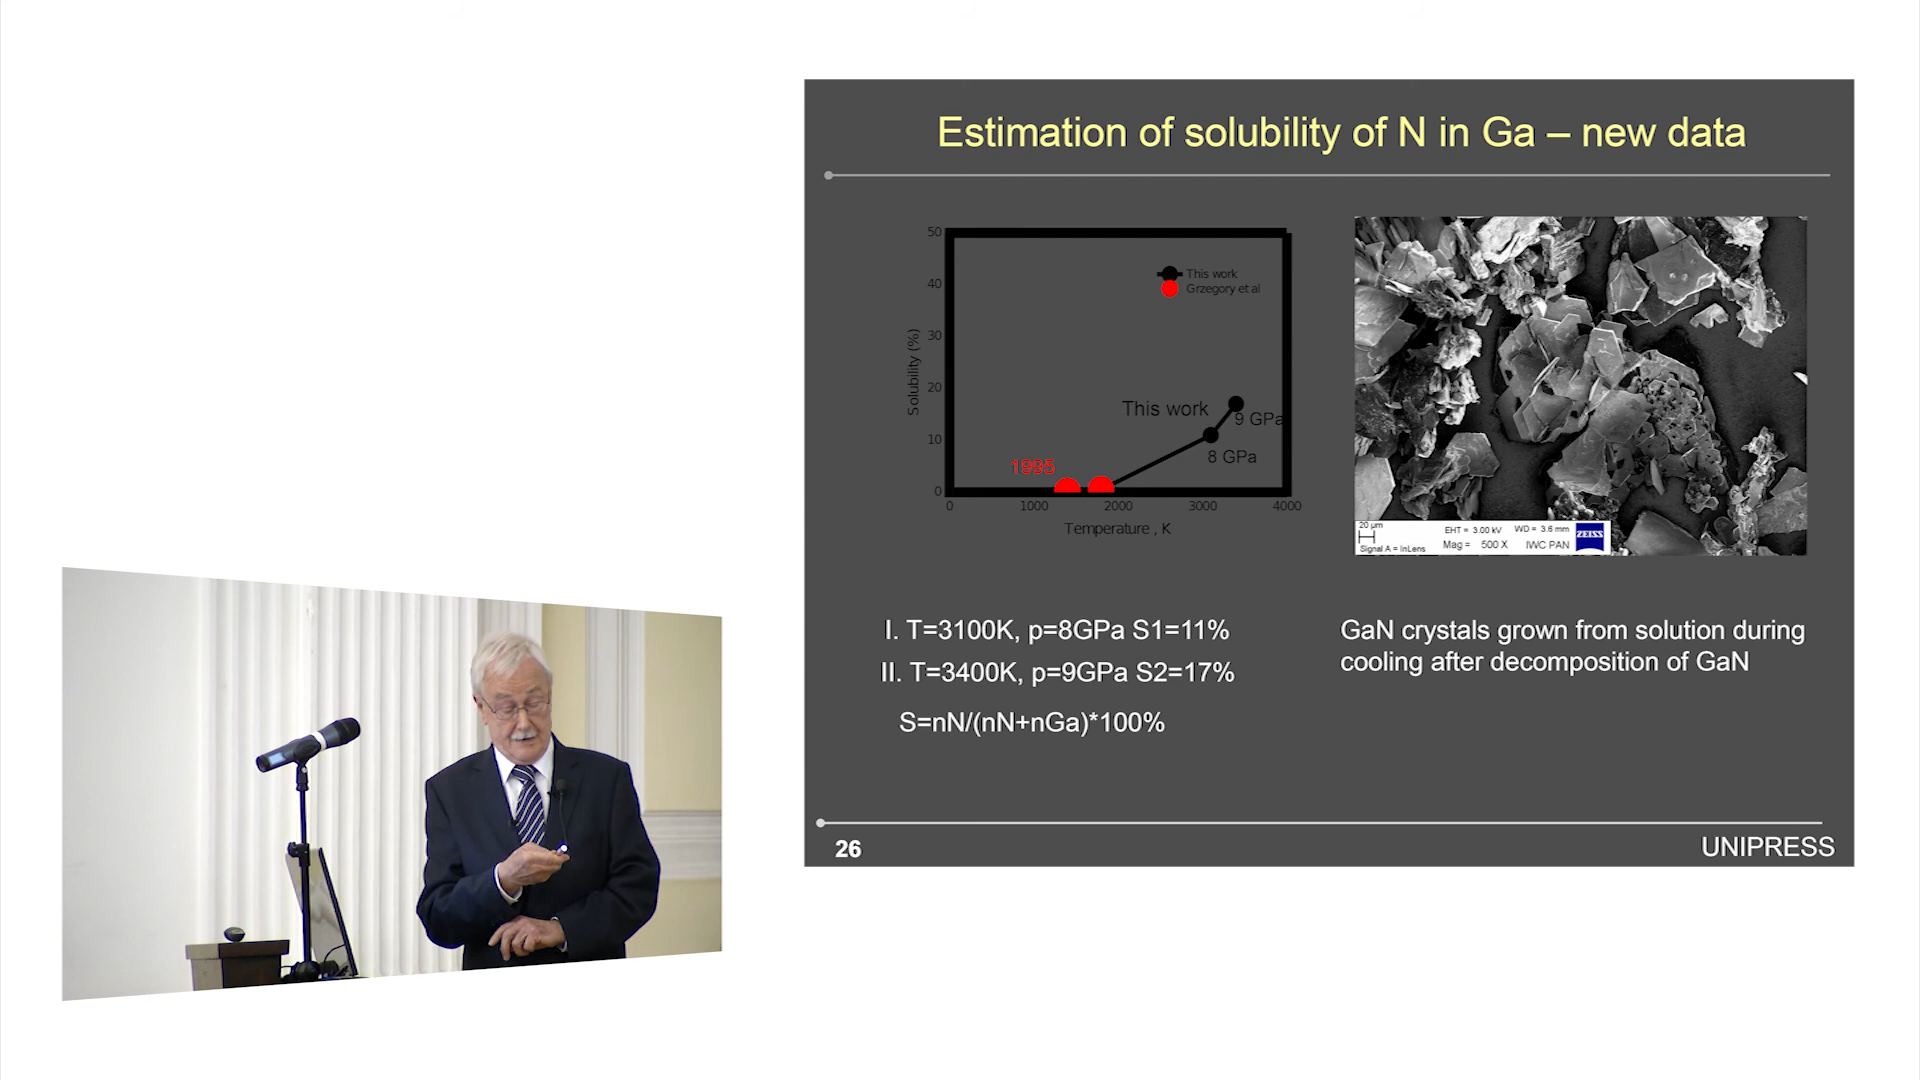 Estimation of solubility of N in Ga – new data
50
40
30
20
10
0
Solubility (%)
This work
Grzegory et al
This work
9 GPa
8 GPa
1995
0 1000 2000 3000 4000
Temperature , K
20 µm
EHT = 3.00 kV WD = 3.6 mm
Signal A = InLens Mag = 500 X IWC PAN
ZEISS
I. T=3100K, p=8GPa S1=11%
II. T=3400K, p=9GPa S2=17%
S=nN/(nN+nGa)*100%
GaN crystals grown from solution during
cooling after decomposition of GaN
26
UNIPRESS